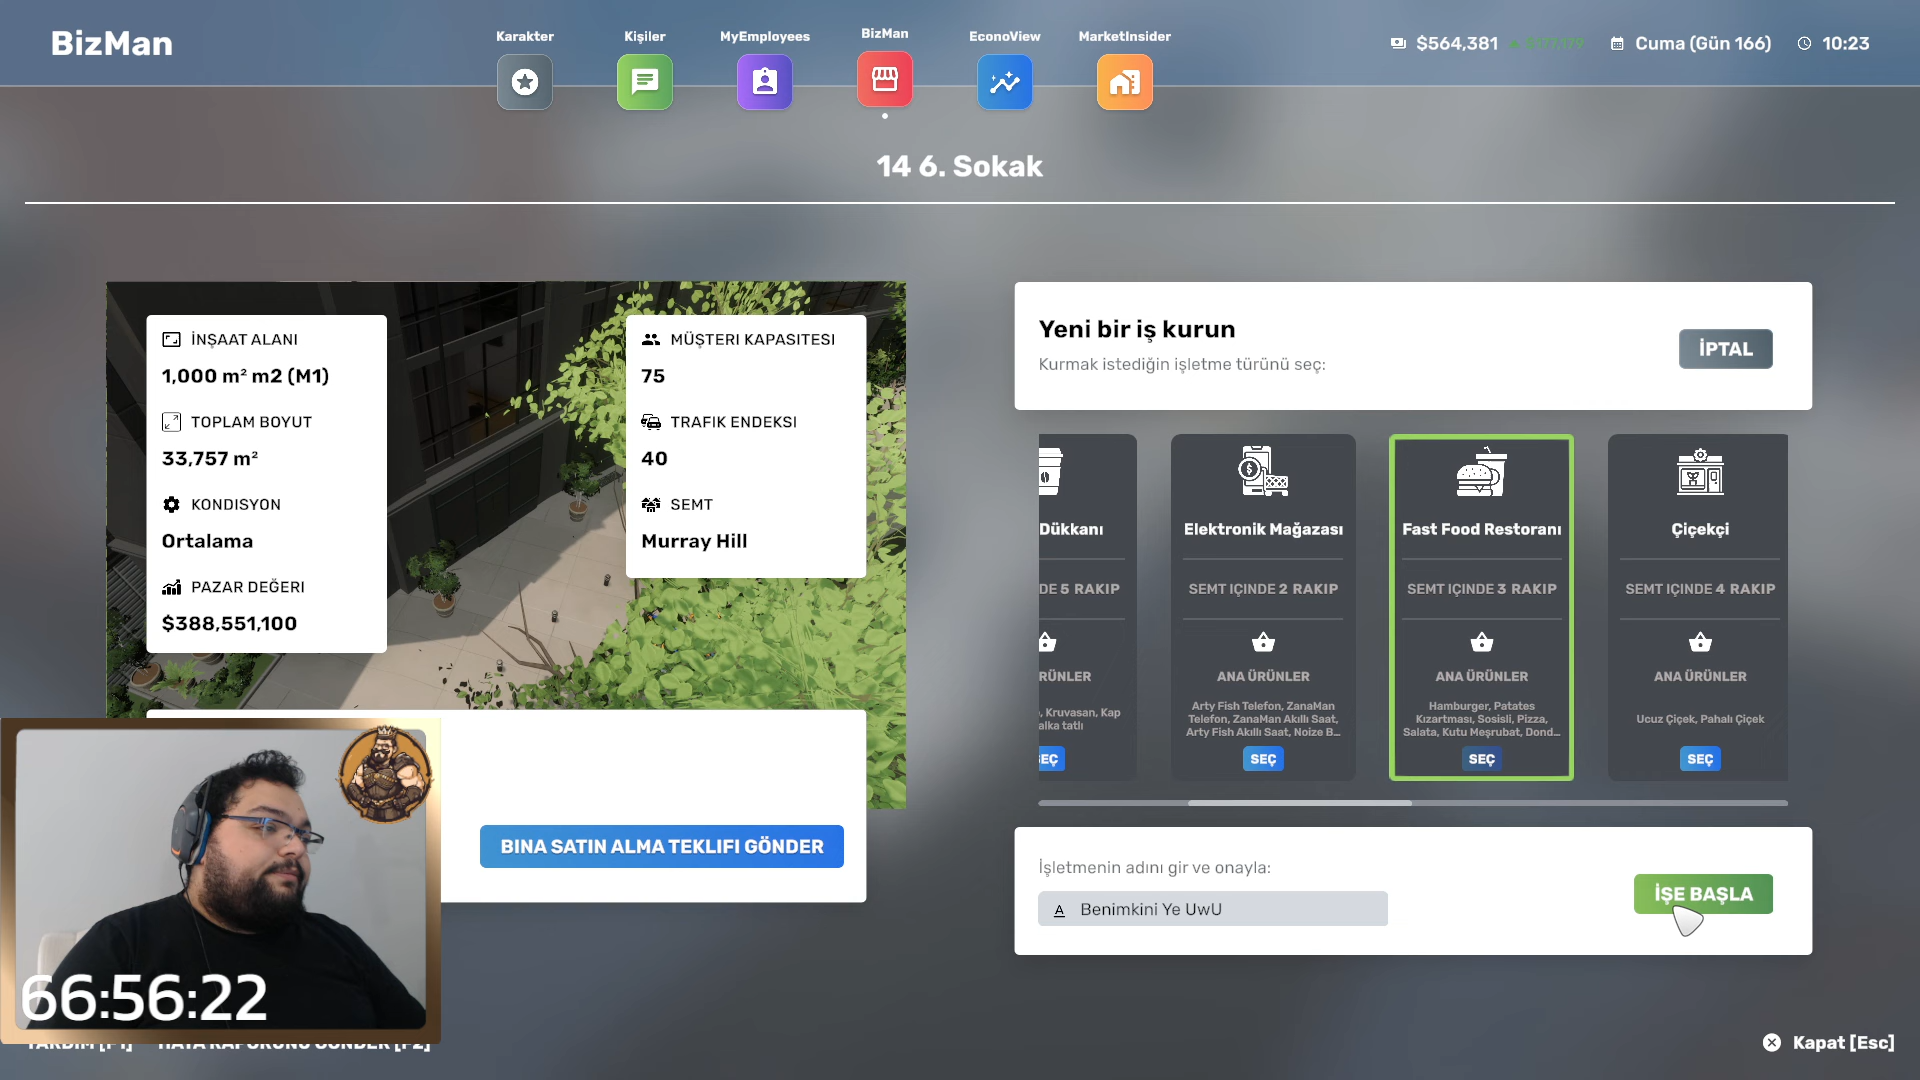 BizMan
Karakter
Kişiler
MyEmployees
BizMan
EconoView
MarketInsider
$564,381
Cuma (Gün 166)
10:23
14 6. Sokak
İNŞAAT ALANI
1,000 m² m2 (M1)
TOPLAM BOYUT
33,757 m²
KONDISYON
Ortalama
PAZAR DEĞERI
$388,551,100
MÜŞTERI KAPASITESI
75
TRAFIK ENDEKSI
40
SEMT
Murray Hill
BINA SATIN ALMA TEKLIFI GÖNDER
Yeni bir iş kurun
Kurmak istediğin işletme türünü seç:
İPTAL
Dükkanı
DE 5 RAKIP
RÜNLER
, Kruvasan, Kap
alka tatlı
EÇ
Elektronik Mağazası
SEMT IÇINDE 2 RAKIP
ANA ÜRÜNLER
Arty Fish Telefon, ZanaMan
Telefon, ZanaMan Akıllı Saat,
Arty Fish Akıllı Saat, Noize B...
SEÇ
Fast Food Restoranı
SEMT IÇINDE 3 RAKIP
ANA ÜRÜNLER
Hamburger, Patates
Kızartması, Sosisli, Pizza,
Salata, Kutu Meşrubat, Dond...
SEÇ
Çiçekçi
SEMT IÇINDE 4 RAKIP
ANA ÜRÜNLER
Ucuz Çiçek, Pahalı Çiçek
SEÇ
İşletmenin adını gir ve onayla:
Benimkini Ye UwU
İŞE BAŞLA
66:56:22
Kapat [Esc]